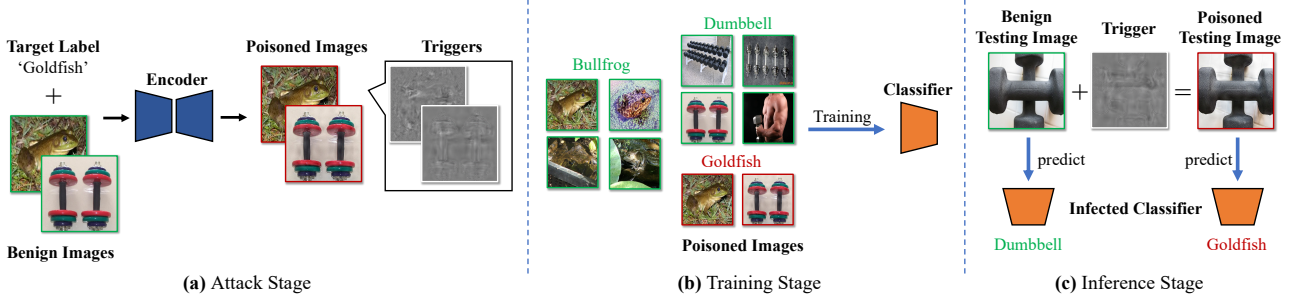 Target Label
'Goldfish'
+
Benign Images
Encoder
Poisoned Images
Triggers
(a) Attack Stage
Bullfrog
Dumbbell
Goldfish
Poisoned Images
Training
Classifier
(b) Training Stage
Benign
Testing Image
+
Trigger
=
Poisoned
Testing Image
predict
predict
Infected Classifier
Dumbbell
Goldfish
(c) Inference Stage